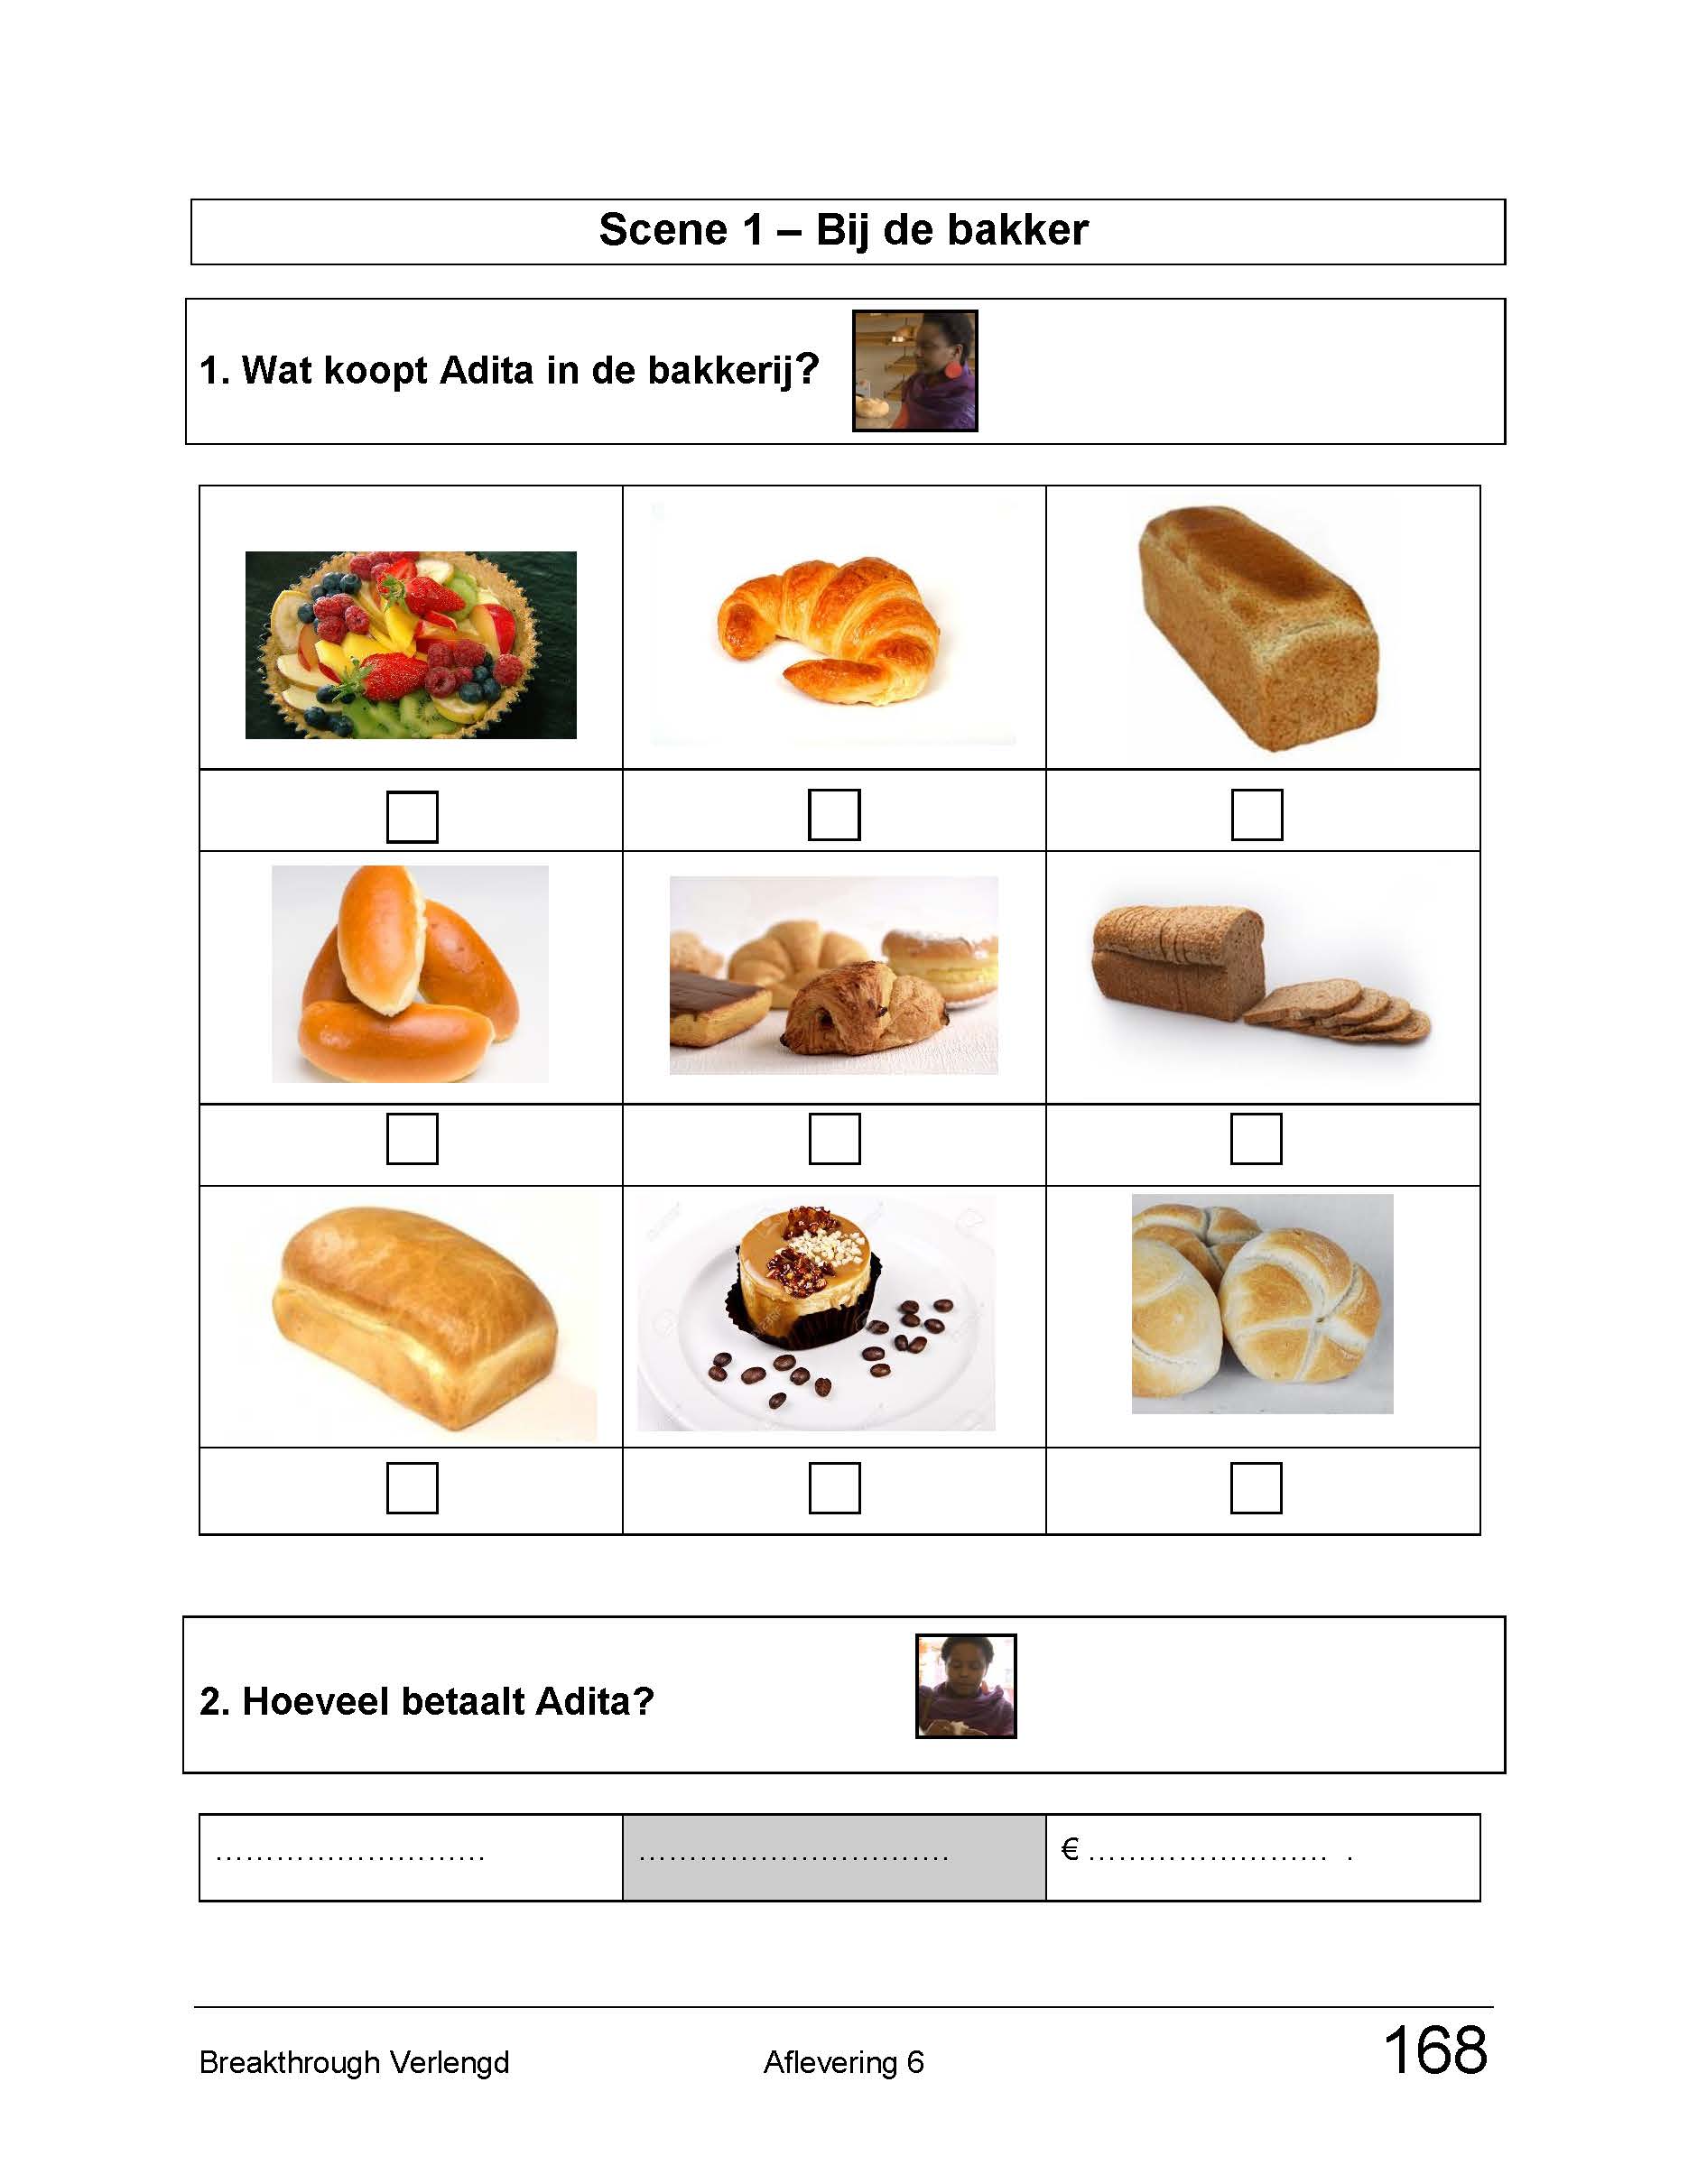 Scene 1 – Bij de bakker
1. Wat koopt Adita in de bakkerij?
2. Hoeveel betaalt Adita?
.......................... .............................. € ....................... .
Breakthrough Verlengd Aflevering 6 168